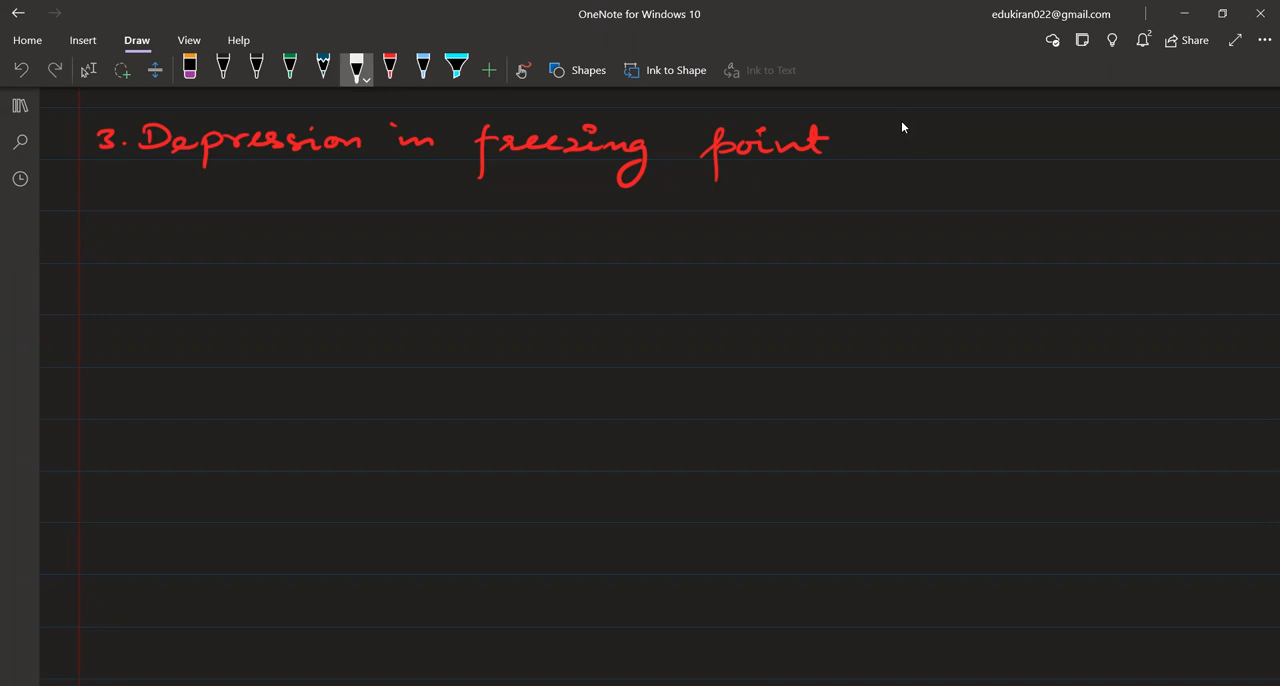 OneNote for Windows 10
edukiran022@gmail.com
Home Insert Draw View Help
2
Share
Shapes Ink to Shape Ink to Text
3. Depression in freezing point